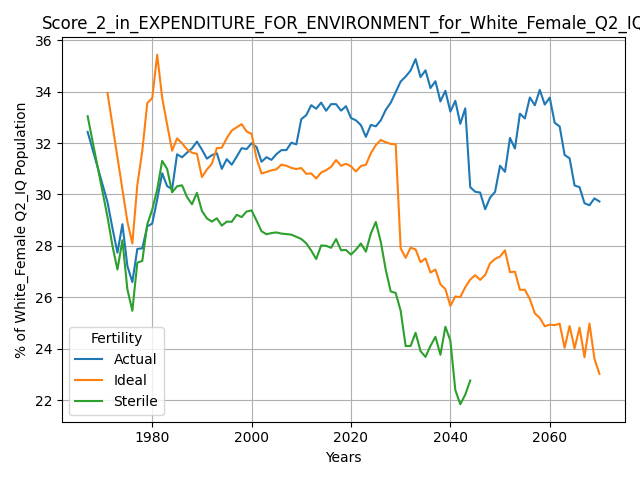 Score_2_in_EXPENDITURE_FOR_ENVIRONMENT_for_White_Female_Q2_IQ
% of White_Female Q2_IQ Population
36
34
32
30
28
26
24
22
Fertility
Actual
Ideal
Sterile
1980
2000
2020
2040
2060
Years